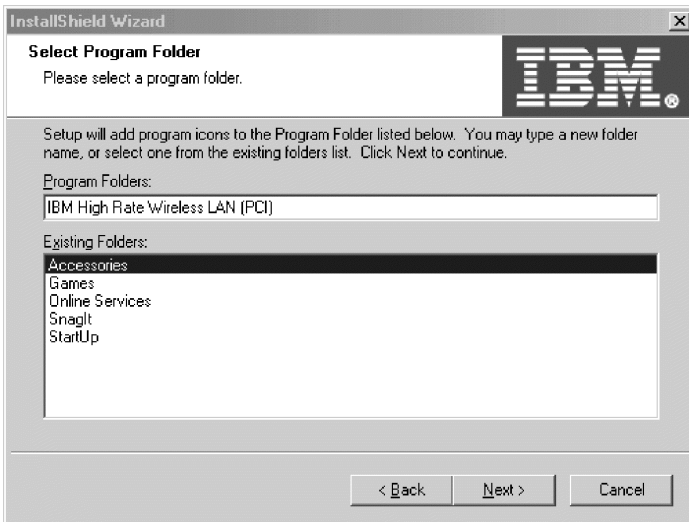 InstallShield Wizard
Select Program Folder
Please select a program folder.
IBM®
Setup will add program icons to the Program Folder listed below. You may type a new folder
name, or select one from the existing folders list. Click Next to continue.
Program Folders:
IBM High Rate Wireless LAN (PCI)
Existing Folders:
Accessories
Games
Online Services
SnagIt
StartUp
< Back
Next >
Cancel